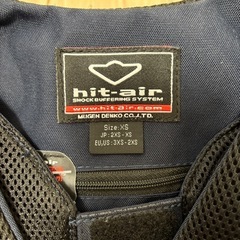 hit-air
SHOCK BUFFERING SYSTEM
www.hit-air.com
MUGEN DENKO CO.,LTD.
Size:XS
JP:2XS-XS
EU,US:3XS-2XS